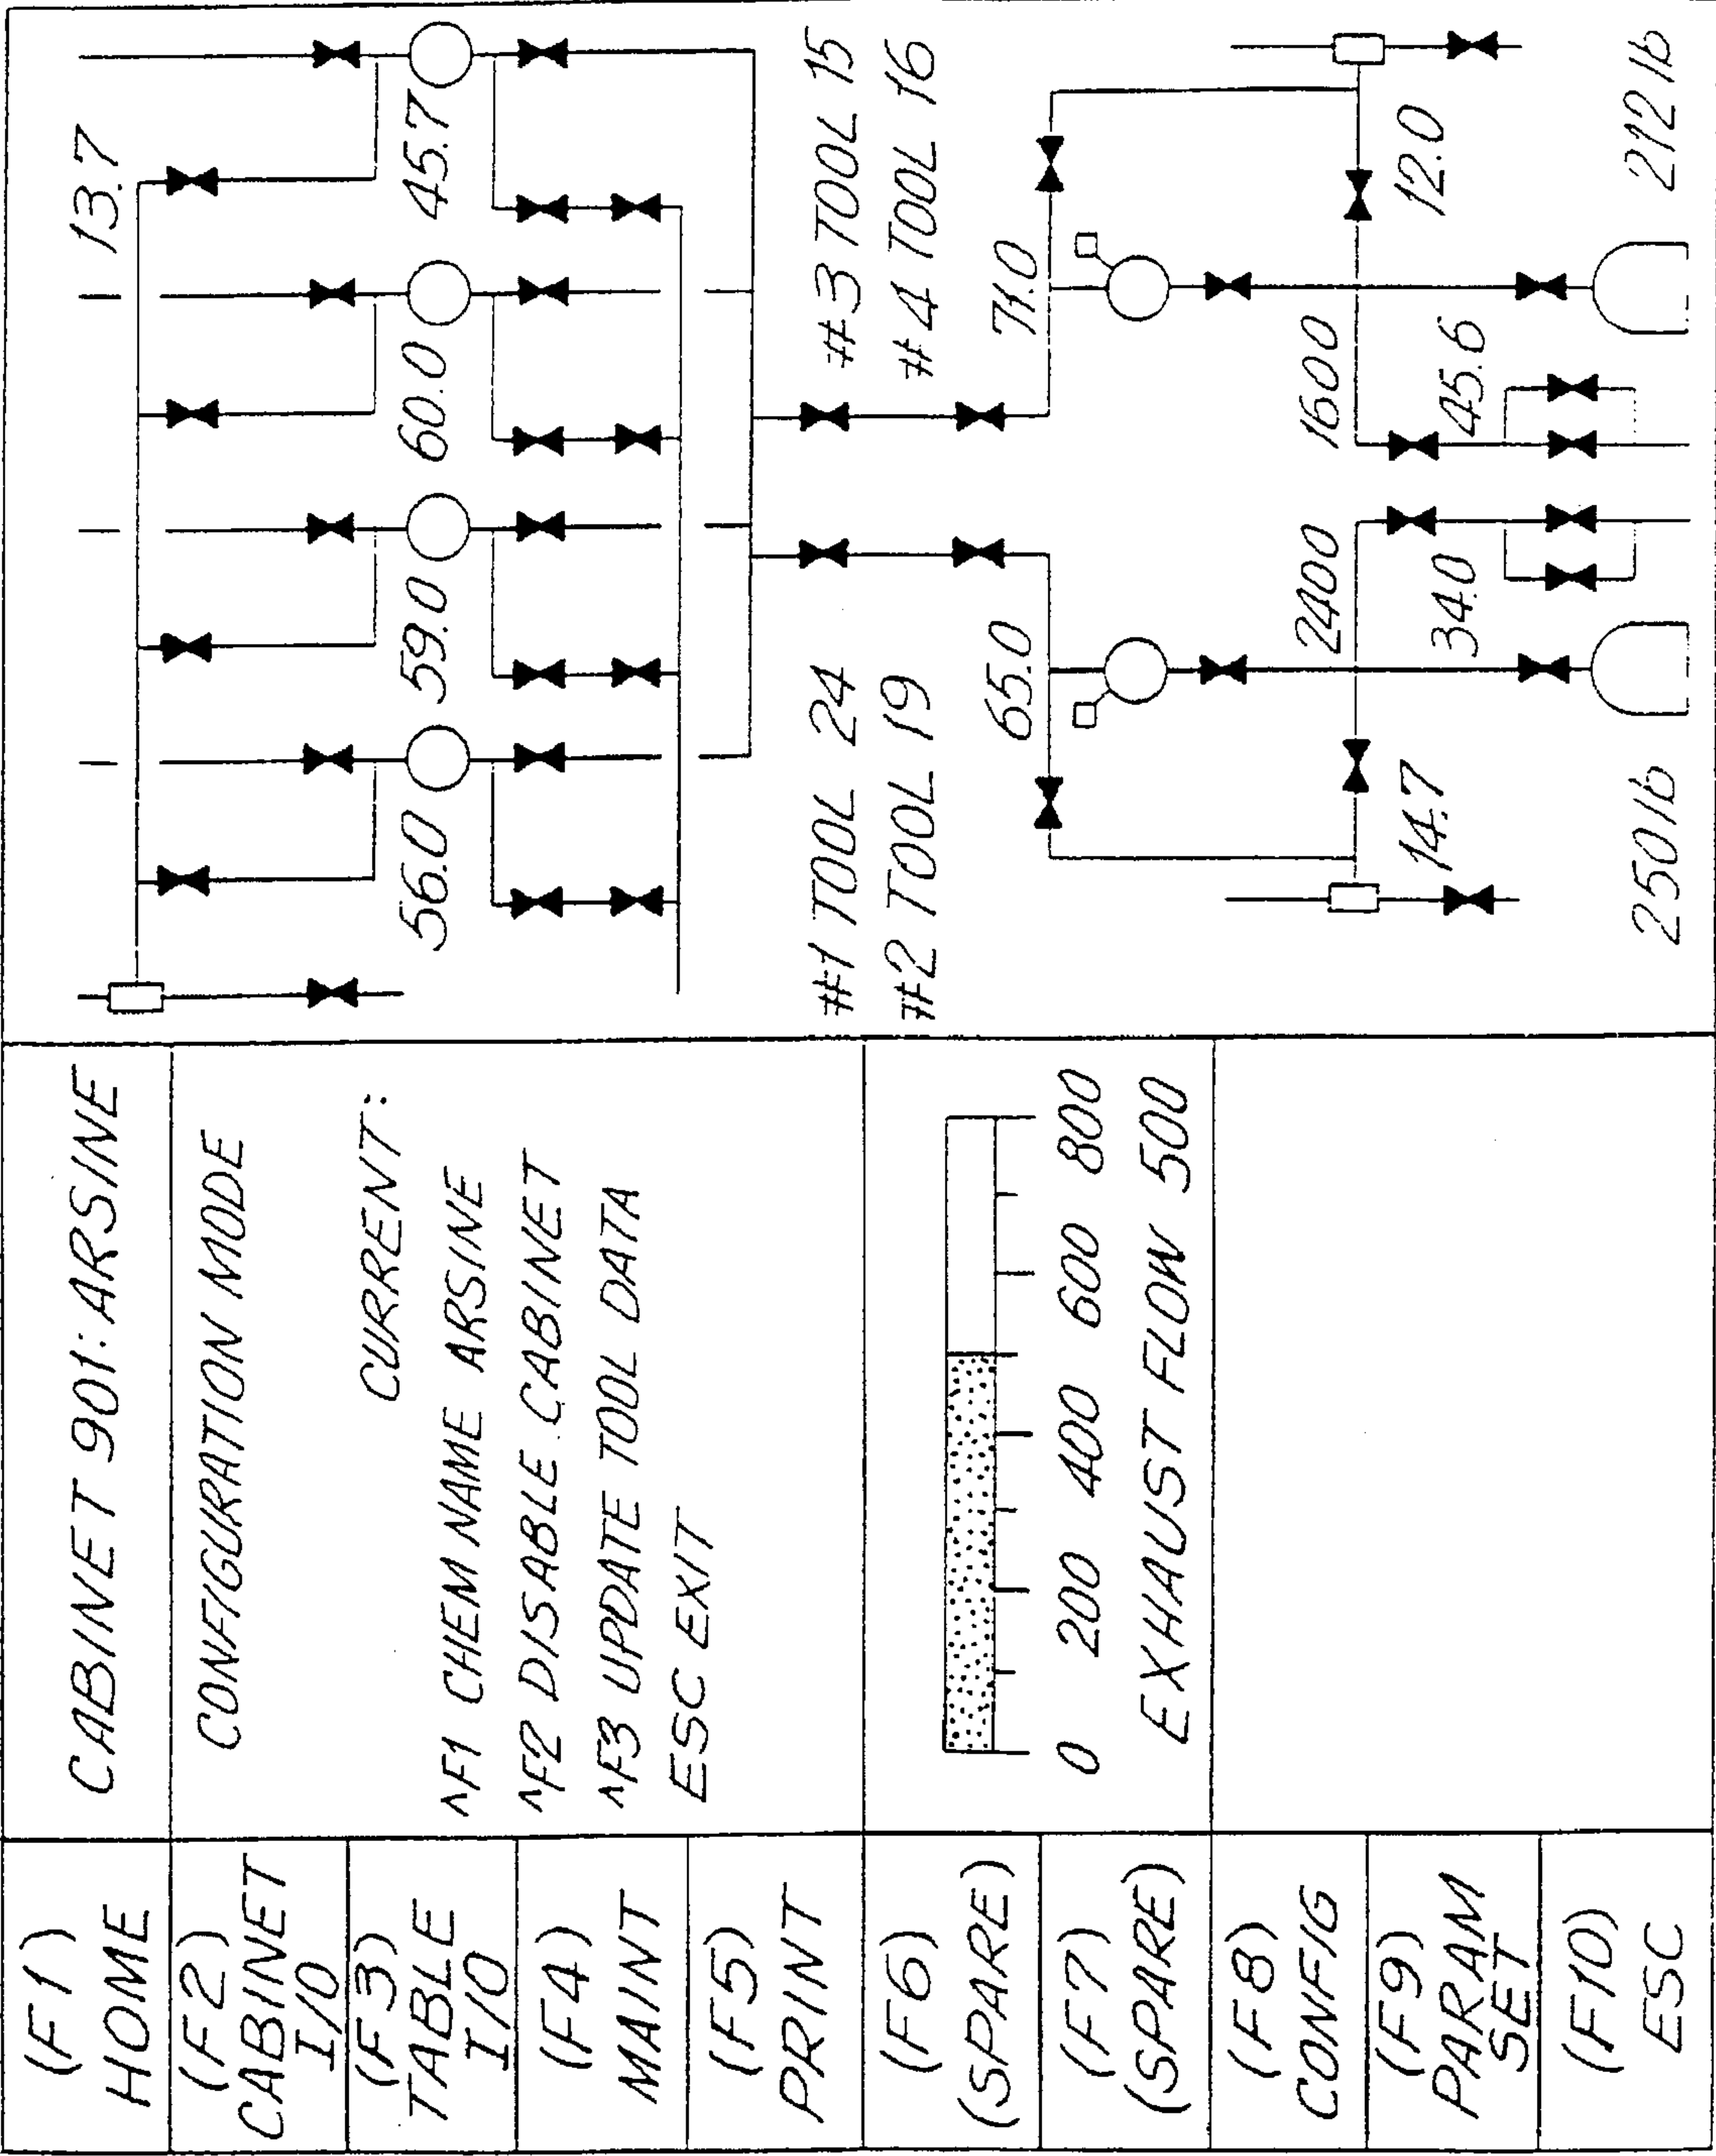 (F1)
HOME
(F2)
CABINET
I/O
(F3)
TABLE
I/O
(F4)
MAINT
(F5)
PRINT
(F6)
(SPARE)
(F7)
(SPARE)
(F8)
CONFIG
(F9)
PARAM
SET
(F10)
ESC
CABINET 901: ARSINE
CONFIGURATION MODE
CURRENT:
^F1 CHEM NAME ARSINE
^F2 DISABLE CABINET
^F3 UPDATE TOOL DATA
ESC EXIT
0 200 400 600 800
EXHAUST FLOW 500
13.7
56.0 59.0 60.0 45.7
#1 TOOL 24 #3 TOOL 15
#2 TOOL 19 #4 TOOL 16
65.0 71.0
2400 1600
14.7 34.0 45.6 12.0
250lb 212lb